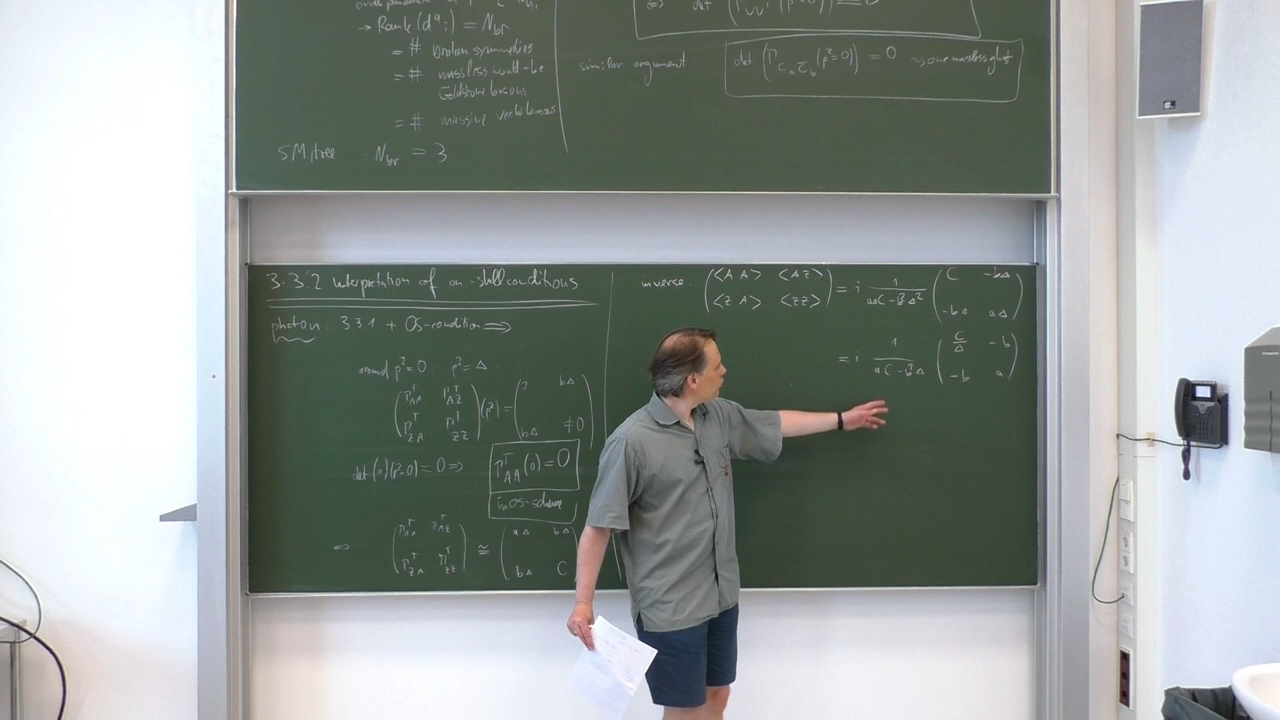 → Rank(dᵃᵢ) = N_br
= # broken symmetries
= # massless would-be
Goldstone bosons
= # massive vector bosons
SM, tree N_br = 3
similar argument det (Γ_{c_a c̄_b}(p²=0)) = 0 → one massless ghost
3.3.2 Interpretation of on-shell conditions
photon: 3.3.1 + OS-condition ⇒
around p²=0 p²=Δ
(Γ^T_AA Γ^T_AZ
Γ^T_ZA Γ^T_ZZ)(p²) = (? bΔ
bΔ ≠0)
det(")(p²=0)=0 ⇒ Γ^T_AA(0) = 0
in OS-scheme
⇒ (Γ^T_AA Γ^T_AZ
Γ^T_ZA Γ^T_ZZ) ≅ (aΔ bΔ
bΔ C)
inverse: (<AA> <AZ>
<ZA> <ZZ>) = i 1/(aΔC-b²Δ²) (C -bΔ
-bΔ aΔ)
= i 1/(aC-b²Δ) (C/Δ -b
-b a)